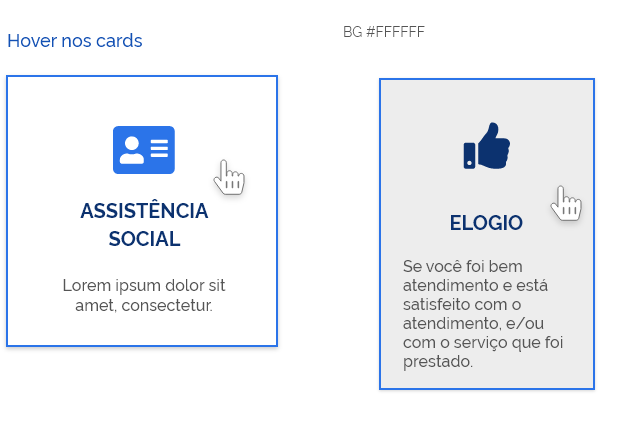 Hover nos cards
BG #FFFFFF
ASSISTÊNCIA
SOCIAL
Lorem ipsum dolor sit
amet, consectetur.
ELOGIO
Se você foi bem
atendimento e está
satisfeito com o
atendimento, e/ou
com o serviço que foi
prestado.